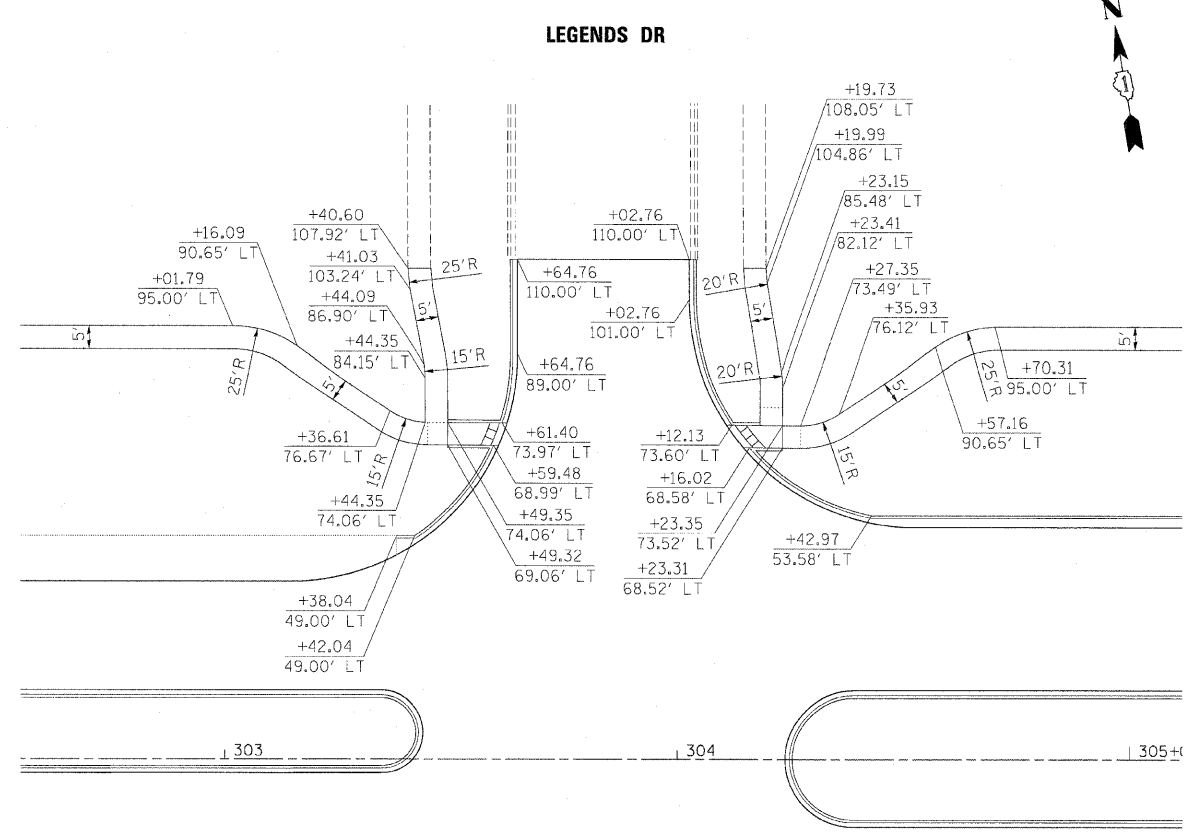 N
LEGENDS DR
1
+19.73
108.05' LT
+19.99
104.86' LT
+23.15
85.48' LT
+23.41
82.12' LT
+27.35
73.49' LT
+35.93
76.12' LT
+40.60
107.92' LT
+41.03
103.24' LT
+44.09
86.90' LT
+44.35
84.15' LT
+16.09
90.65' LT
+01.79
95.00' LT
+02.76
110.00' LT
+64.76
110.00' LT
+02.76
101.00' LT
+64.76
89.00' LT
25'R
5'
15'R
20'R
5'
20'R
5'
25'R
5'
15'R
5'
25'R
5'
15'R
+70.31
95.00' LT
+57.16
90.65' LT
+36.61
76.67' LT
+44.35
74.06' LT
+61.40
73.97' LT
+59.48
68.99' LT
+49.35
74.06' LT
+49.32
69.06' LT
+12.13
73.60' LT
+16.02
68.58' LT
+23.35
73.52' LT
+23.31
68.52' LT
+42.97
53.58' LT
+38.04
49.00' LT
+42.04
49.00' LT
303
304
305+0